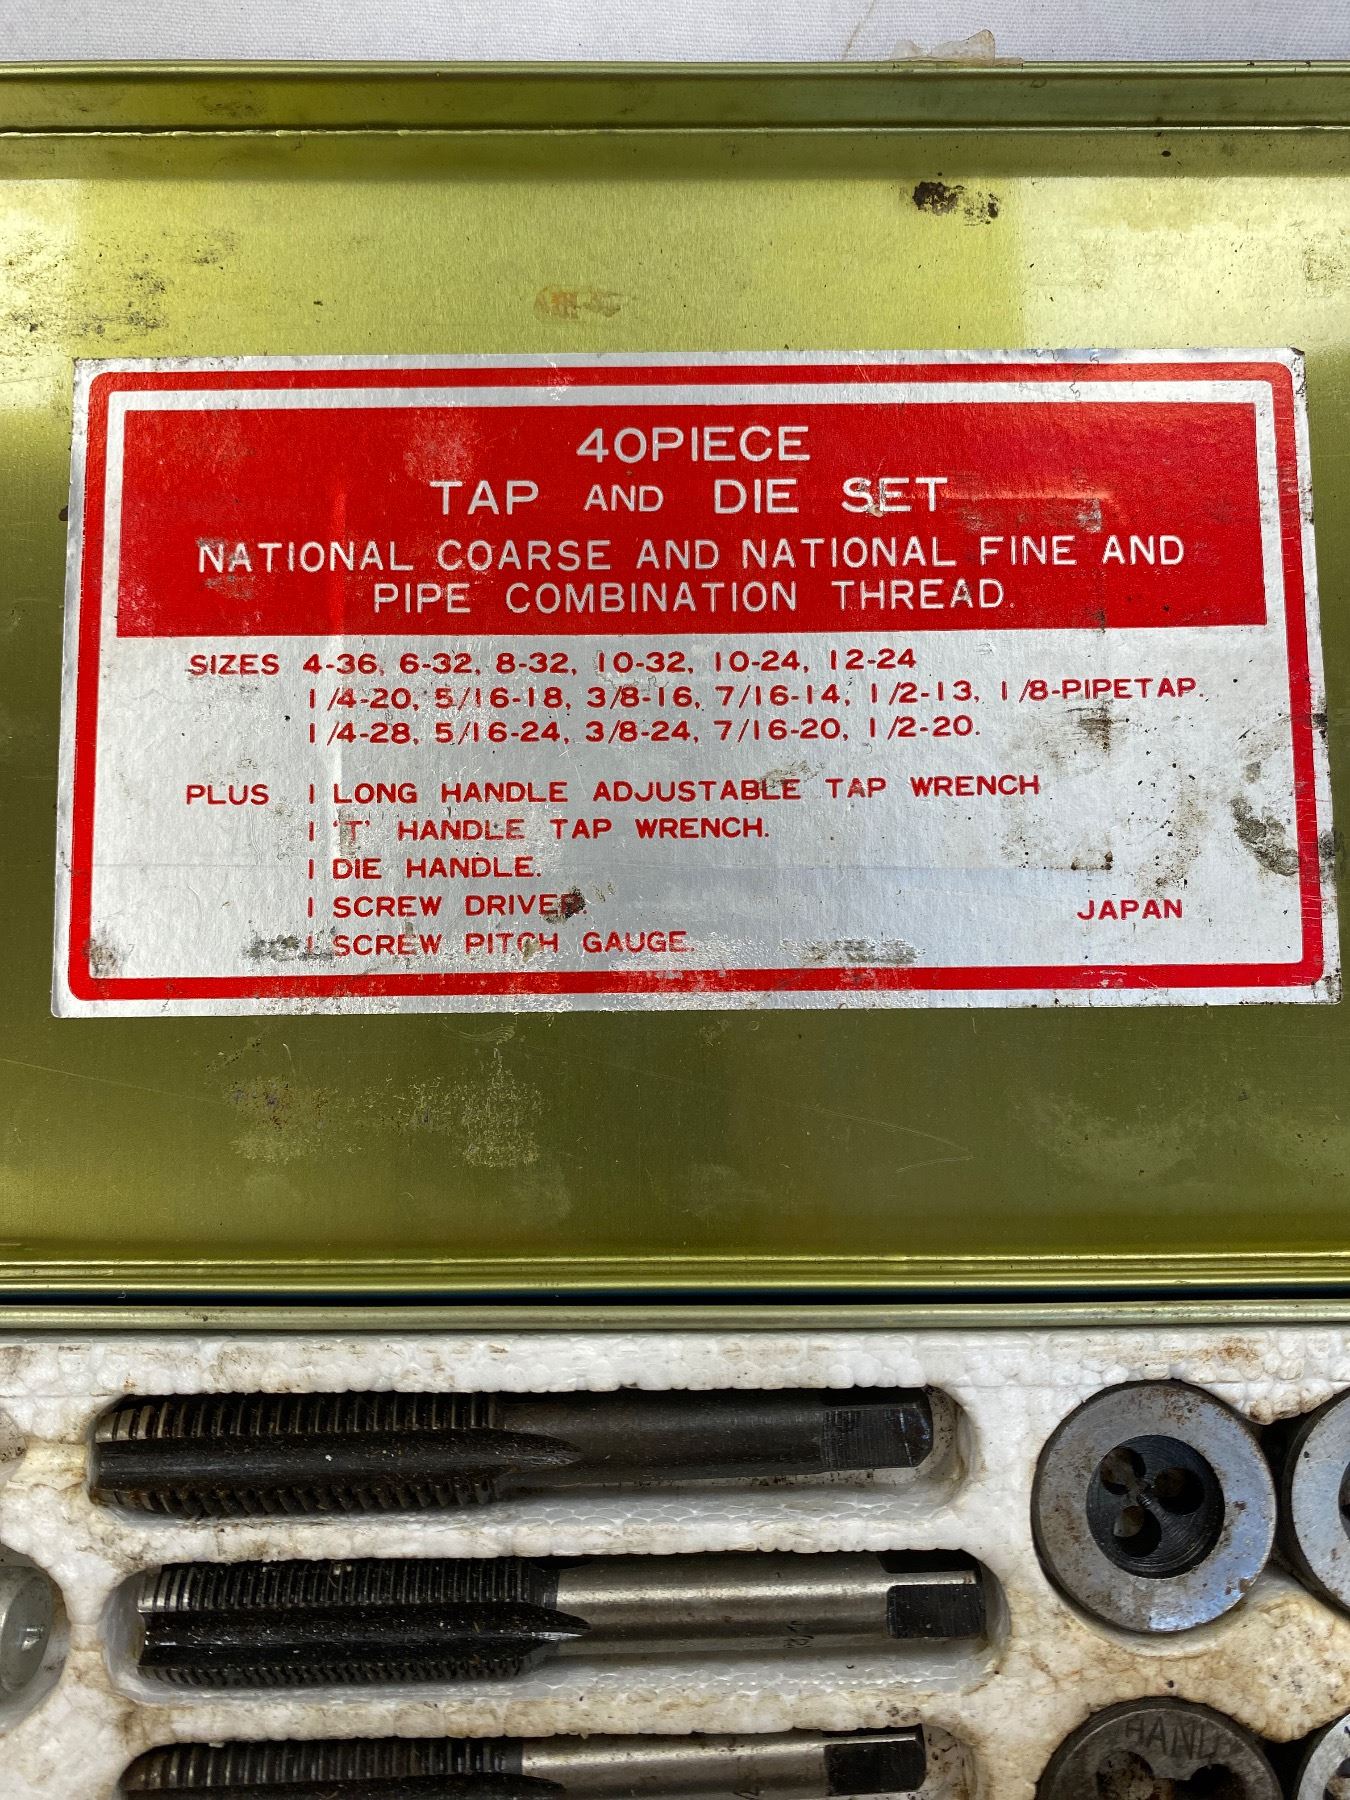 40PIECE
TAP AND DIE SET
NATIONAL COARSE AND NATIONAL FINE AND
PIPE COMBINATION THREAD.
SIZES 4-36, 6-32, 8-32, 10-32, 10-24, 12-24
1/4-20, 5/16-18, 3/8-16, 7/16-14, 1/2-13, 1/8-PIPETAP.
1/4-28, 5/16-24, 3/8-24, 7/16-20, 1/2-20.
PLUS 1 LONG HANDLE ADJUSTABLE TAP WRENCH
1 'T' HANDLE TAP WRENCH.
1 DIE HANDLE.
1 SCREW DRIVER.
JAPAN
1 SCREW PITCH GAUGE.